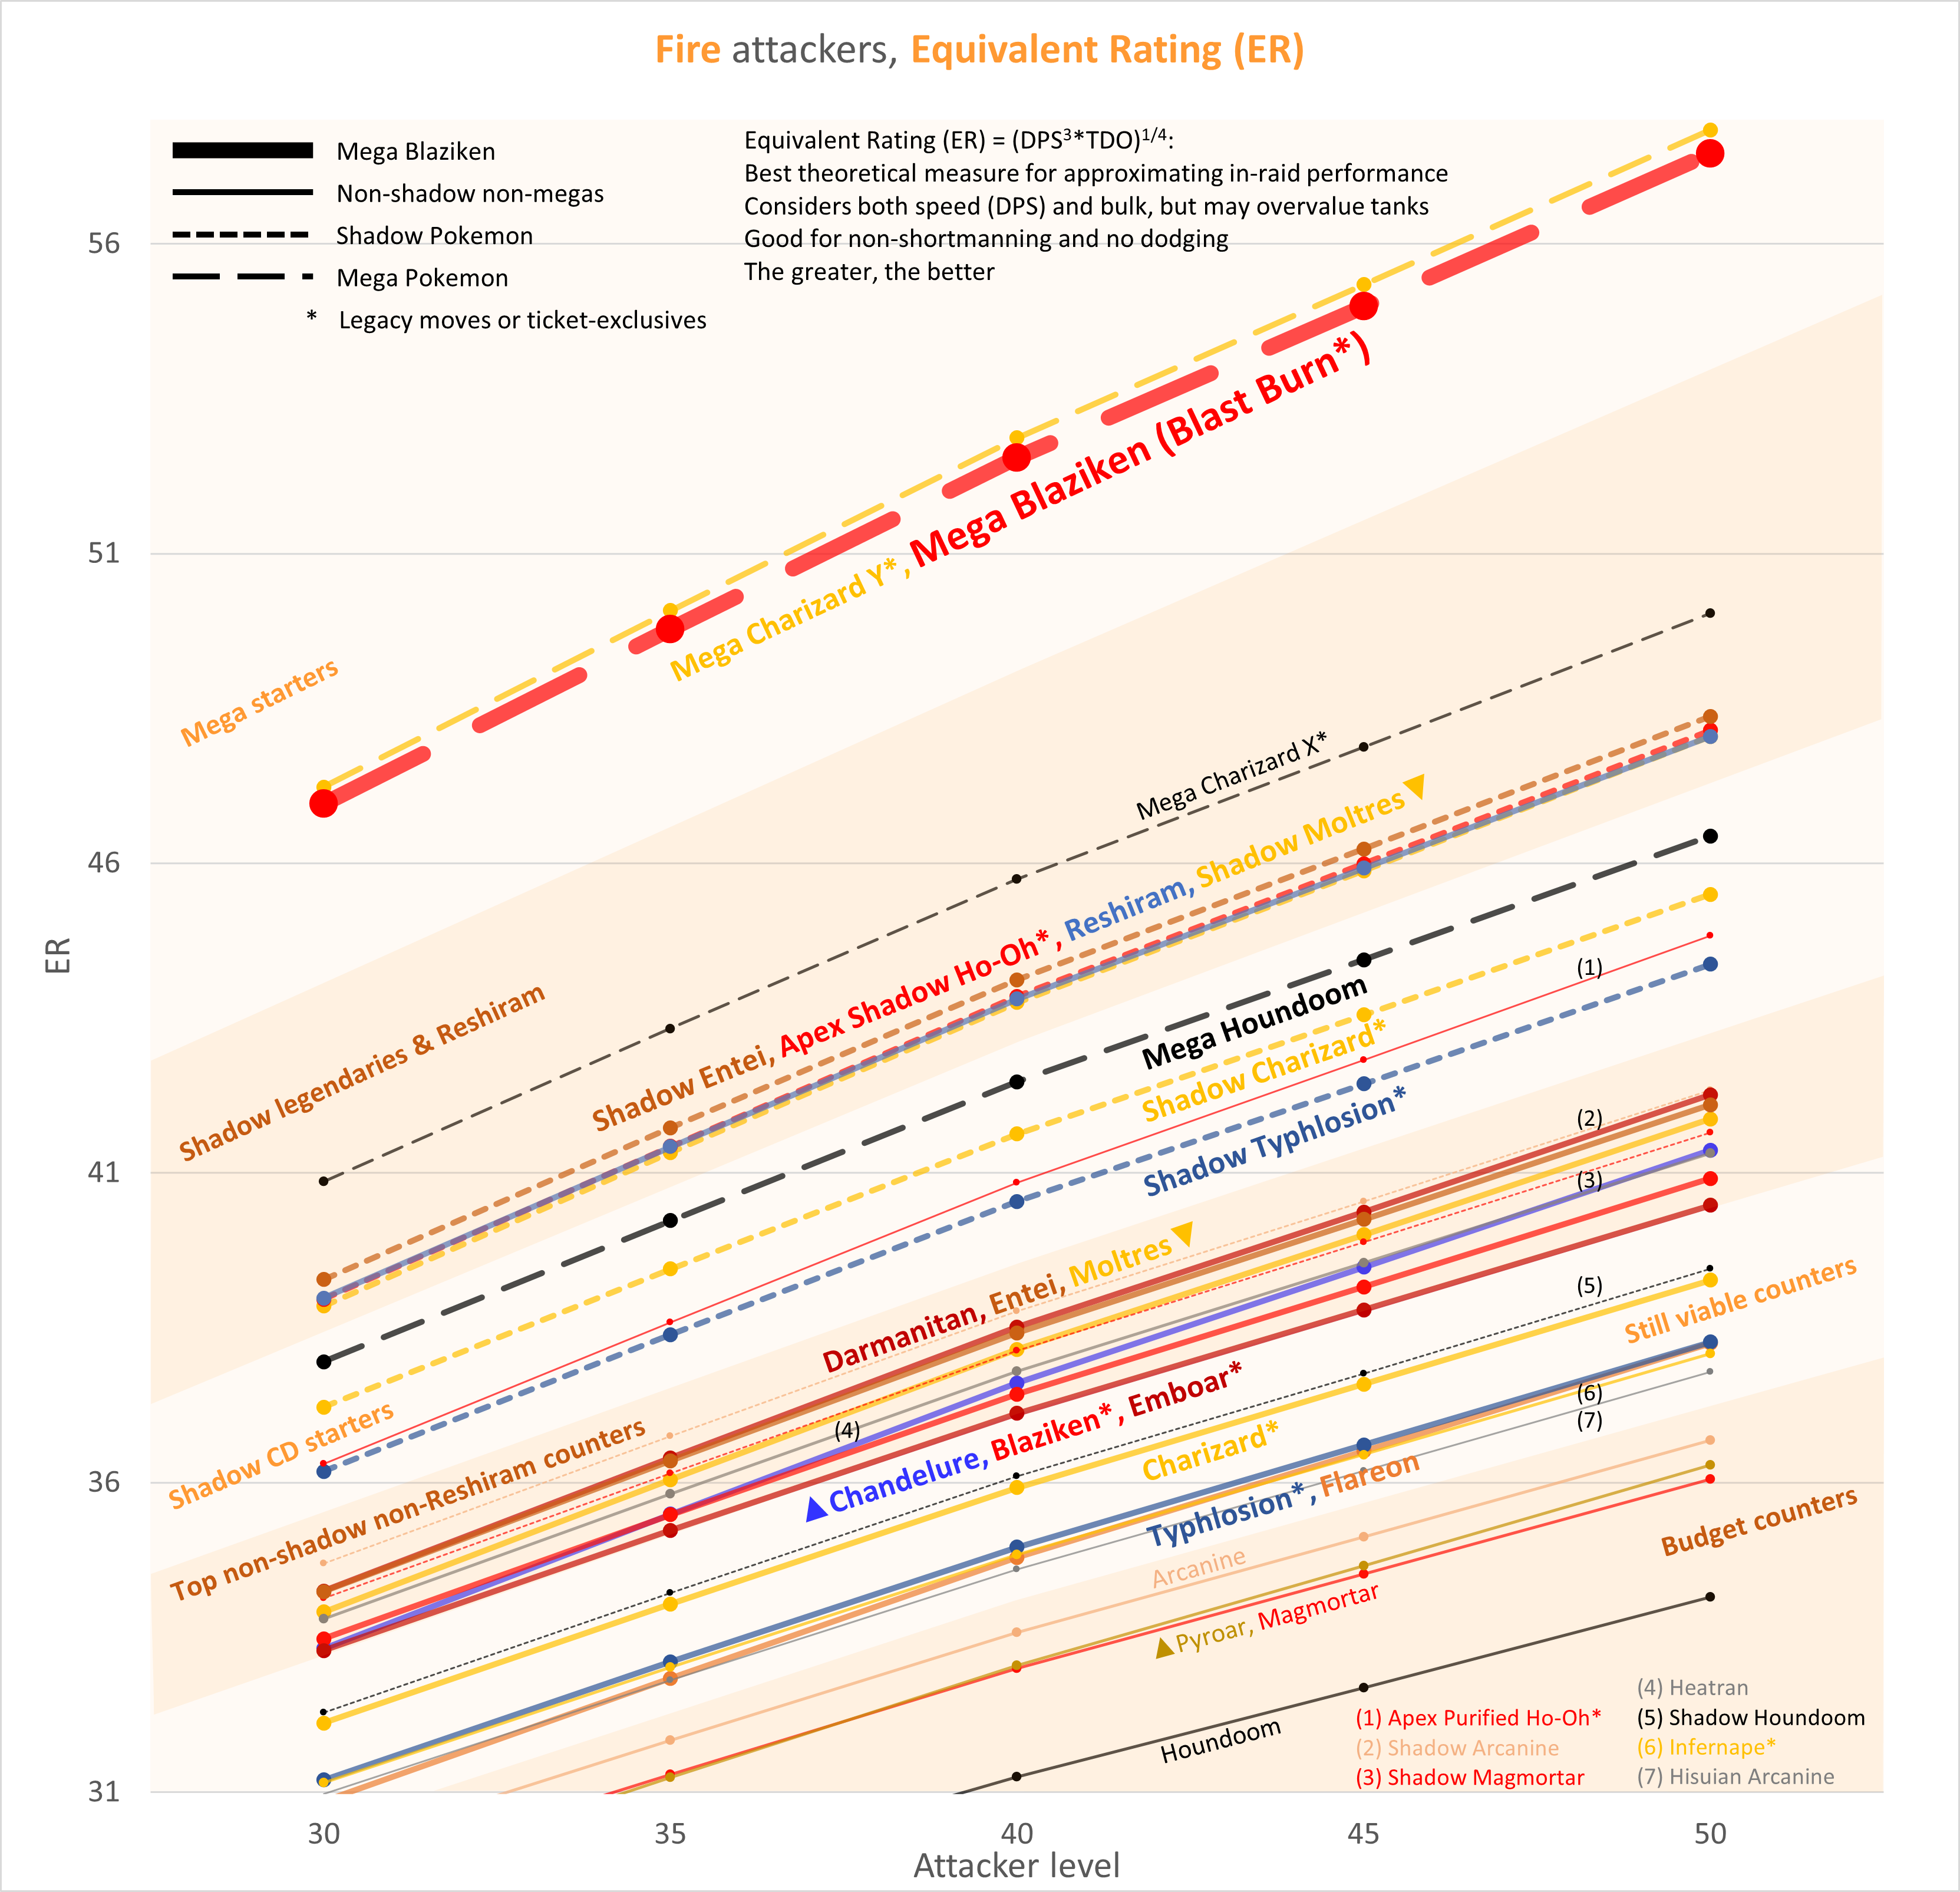 Fire attackers, Equivalent Rating (ER)
Mega Blaziken
Non-shadow non-megas
Shadow Pokemon
Mega Pokemon
* Legacy moves or ticket-exclusives
Equivalent Rating (ER) = (DPS³*TDO)¹/⁴:
Best theoretical measure for approximating in-raid performance
Considers both speed (DPS) and bulk, but may overvalue tanks
Good for non-shortmanning and no dodging
The greater, the better
56
51
46
41
36
31
ER
Mega starters
Mega Charizard Y*, Mega Blaziken (Blast Burn*)
Mega Charizard X*
Shadow legendaries & Reshiram
Shadow Entei, Apex Shadow Ho-Oh*, Reshiram, Shadow Moltres▼
Mega Houndoom
(1)
Shadow Charizard*
Shadow Typhlosion*
Shadow CD starters
(2)
(3)
Darmanitan, Entei, Moltres▼
Top non-shadow non-Reshiram counters
(4)
▲Chandelure, Blaziken*, Emboar*
(5)
Still viable counters
Charizard*
(6)
(7)
Typhlosion*, Flareon
Arcanine
Budget counters
▲Pyroar, Magmortar
Houndoom
(1) Apex Purified Ho-Oh*
(2) Shadow Arcanine
(3) Shadow Magmortar
(4) Heatran
(5) Shadow Houndoom
(6) Infernape*
(7) Hisuian Arcanine
30 35 40 45 50
Attacker level